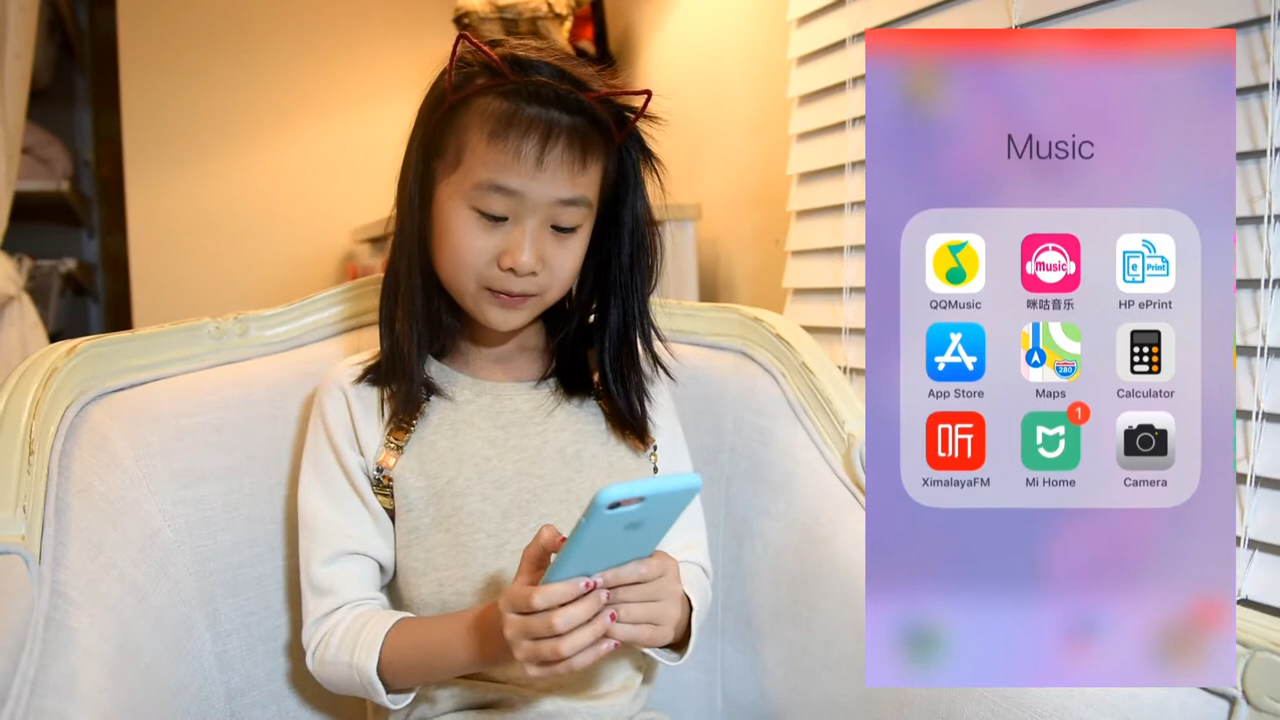 Music
Music
e Print
QQMusic
咪咕音乐
HP ePrint
280
App Store
Maps
Calculator
听
1
XimalayaFM
Mi Home
Camera